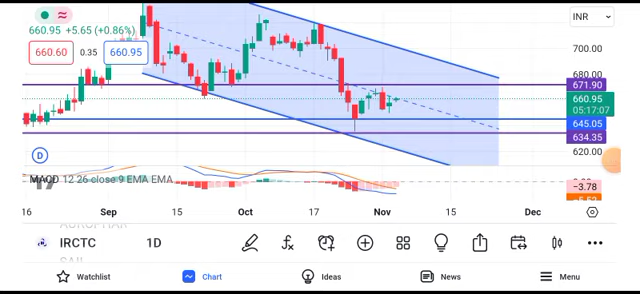 INR
660.95 +5.65 (+0.86%)
660.60 0.35 660.95
700.00
680.00
671.90
660.95
05:17:07
645.05
634.35
620.00
D
MACD 12 26 close 9 EMA EMA
−3.78
16 Sep 15 Oct 17 Nov 15 Dec
IRCTC 1D
Watchlist Chart Ideas News Menu